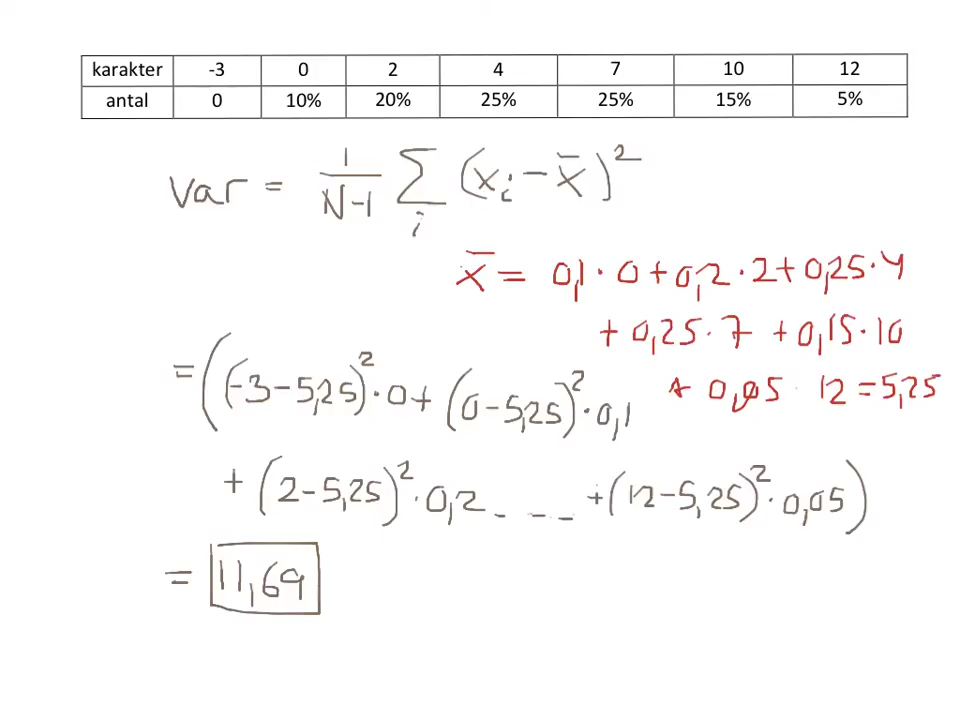 karakter -3 0 2 4 7 10 12
antal 0 10% 20% 25% 25% 15% 5%
Var = 1/(N-1) ∑i (xi - x̄)²
x̄ = 0,1 · 0 + 0,2 · 2 + 0,25 · 4
+ 0,25 · 7 + 0,15 · 10
+ 0,05 · 12 = 5,25
= ((-3 - 5,25)² · 0 + (0 - 5,25)² · 0,1
+ (2 - 5,25)² · 0,2 - - - + (12 - 5,25)² · 0,05)
= 11,69